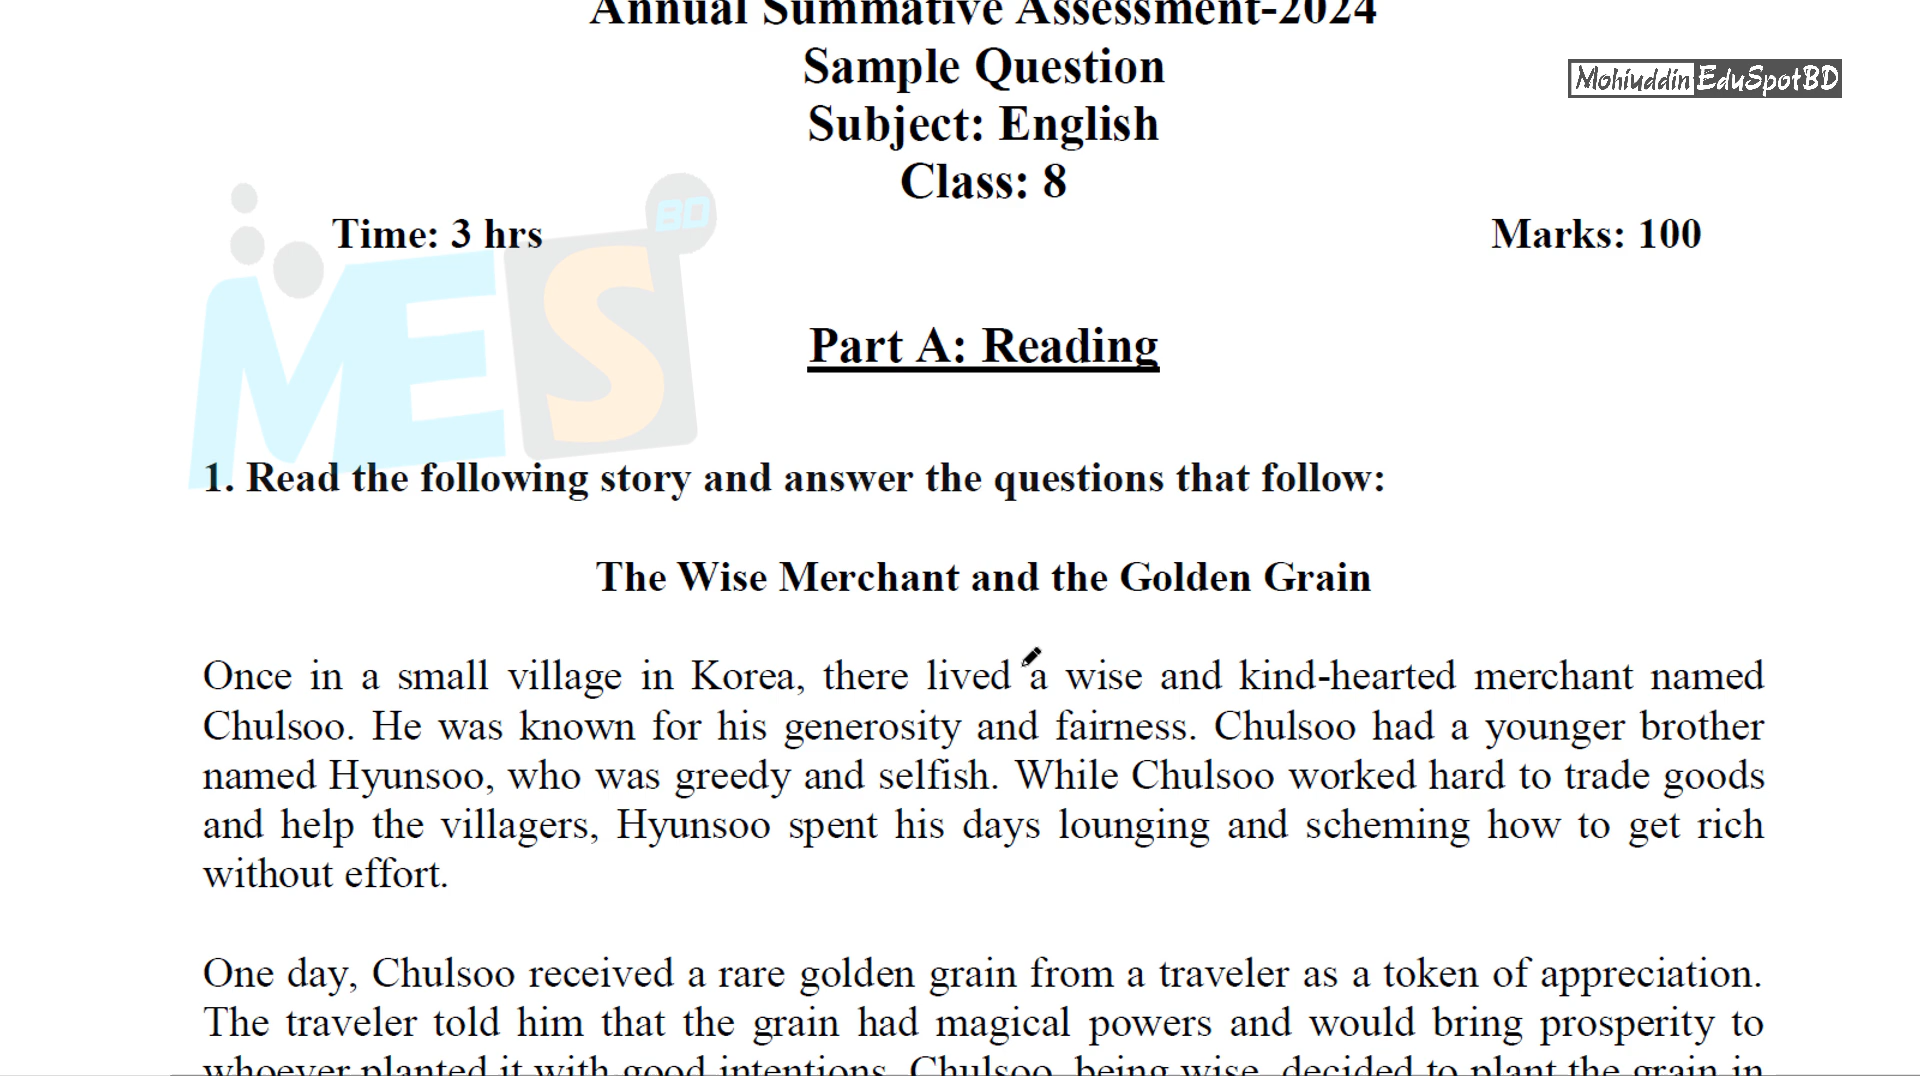 Annual Summative Assessment-2024
Sample Question
Mohiuddin EduSpotBD
Subject: English
Class: 8
BD
Time: 3 hrs
Marks: 100
MES
Part A: Reading
1. Read the following story and answer the questions that follow:
The Wise Merchant and the Golden Grain
Once in a small village in Korea, there lived a wise and kind-hearted merchant named
Chulsoo. He was known for his generosity and fairness. Chulsoo had a younger brother
named Hyunsoo, who was greedy and selfish. While Chulsoo worked hard to trade goods
and help the villagers, Hyunsoo spent his days lounging and scheming how to get rich
without effort.
One day, Chulsoo received a rare golden grain from a traveler as a token of appreciation.
The traveler told him that the grain had magical powers and would bring prosperity to
whoever planted it with good intentions. Chulsoo, being wise, decided to plant the grain in